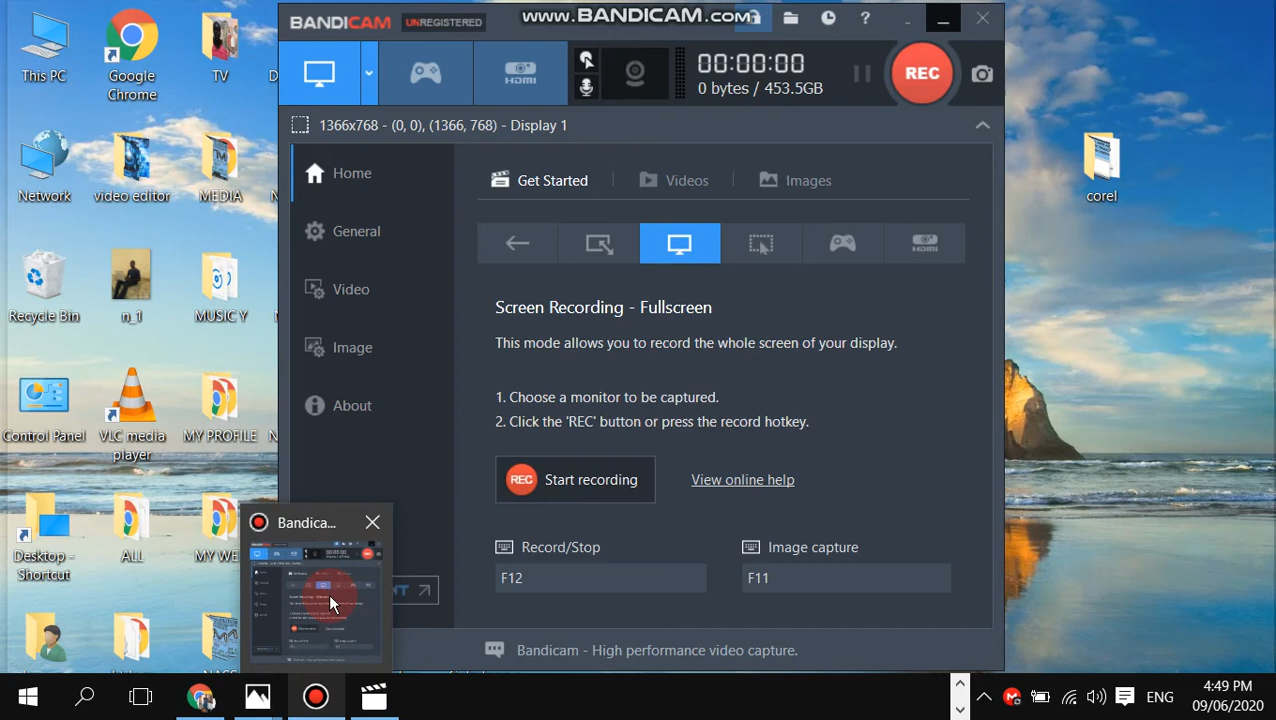 www.BANDICAM.com
BANDICAM UNREGISTERED
HDMI
00:00:00
0 bytes / 453.5GB
REC
1366x768 - (0, 0), (1366, 768) - Display 1
Home
General
Video
Image
About
Get Started
Videos
Images
HDMI
Screen Recording - Fullscreen
This mode allows you to record the whole screen of your display.
1. Choose a monitor to be captured.
2. Click the 'REC' button or press the record hotkey.
REC Start recording
View online help
Record/Stop
F12
Image capture
F11
Bandicam - High performance video capture.
Bandica...
NT
This PC
Google
Chrome
TV
Network
video editor
MEDIA
Recycle Bin
n_1
MUSIC Y
Control Panel
VLC media
player
MY PROFILE
Desktop -
Shortcut
ALL
MY WE
corel
ENG
4:49 PM
09/06/2020